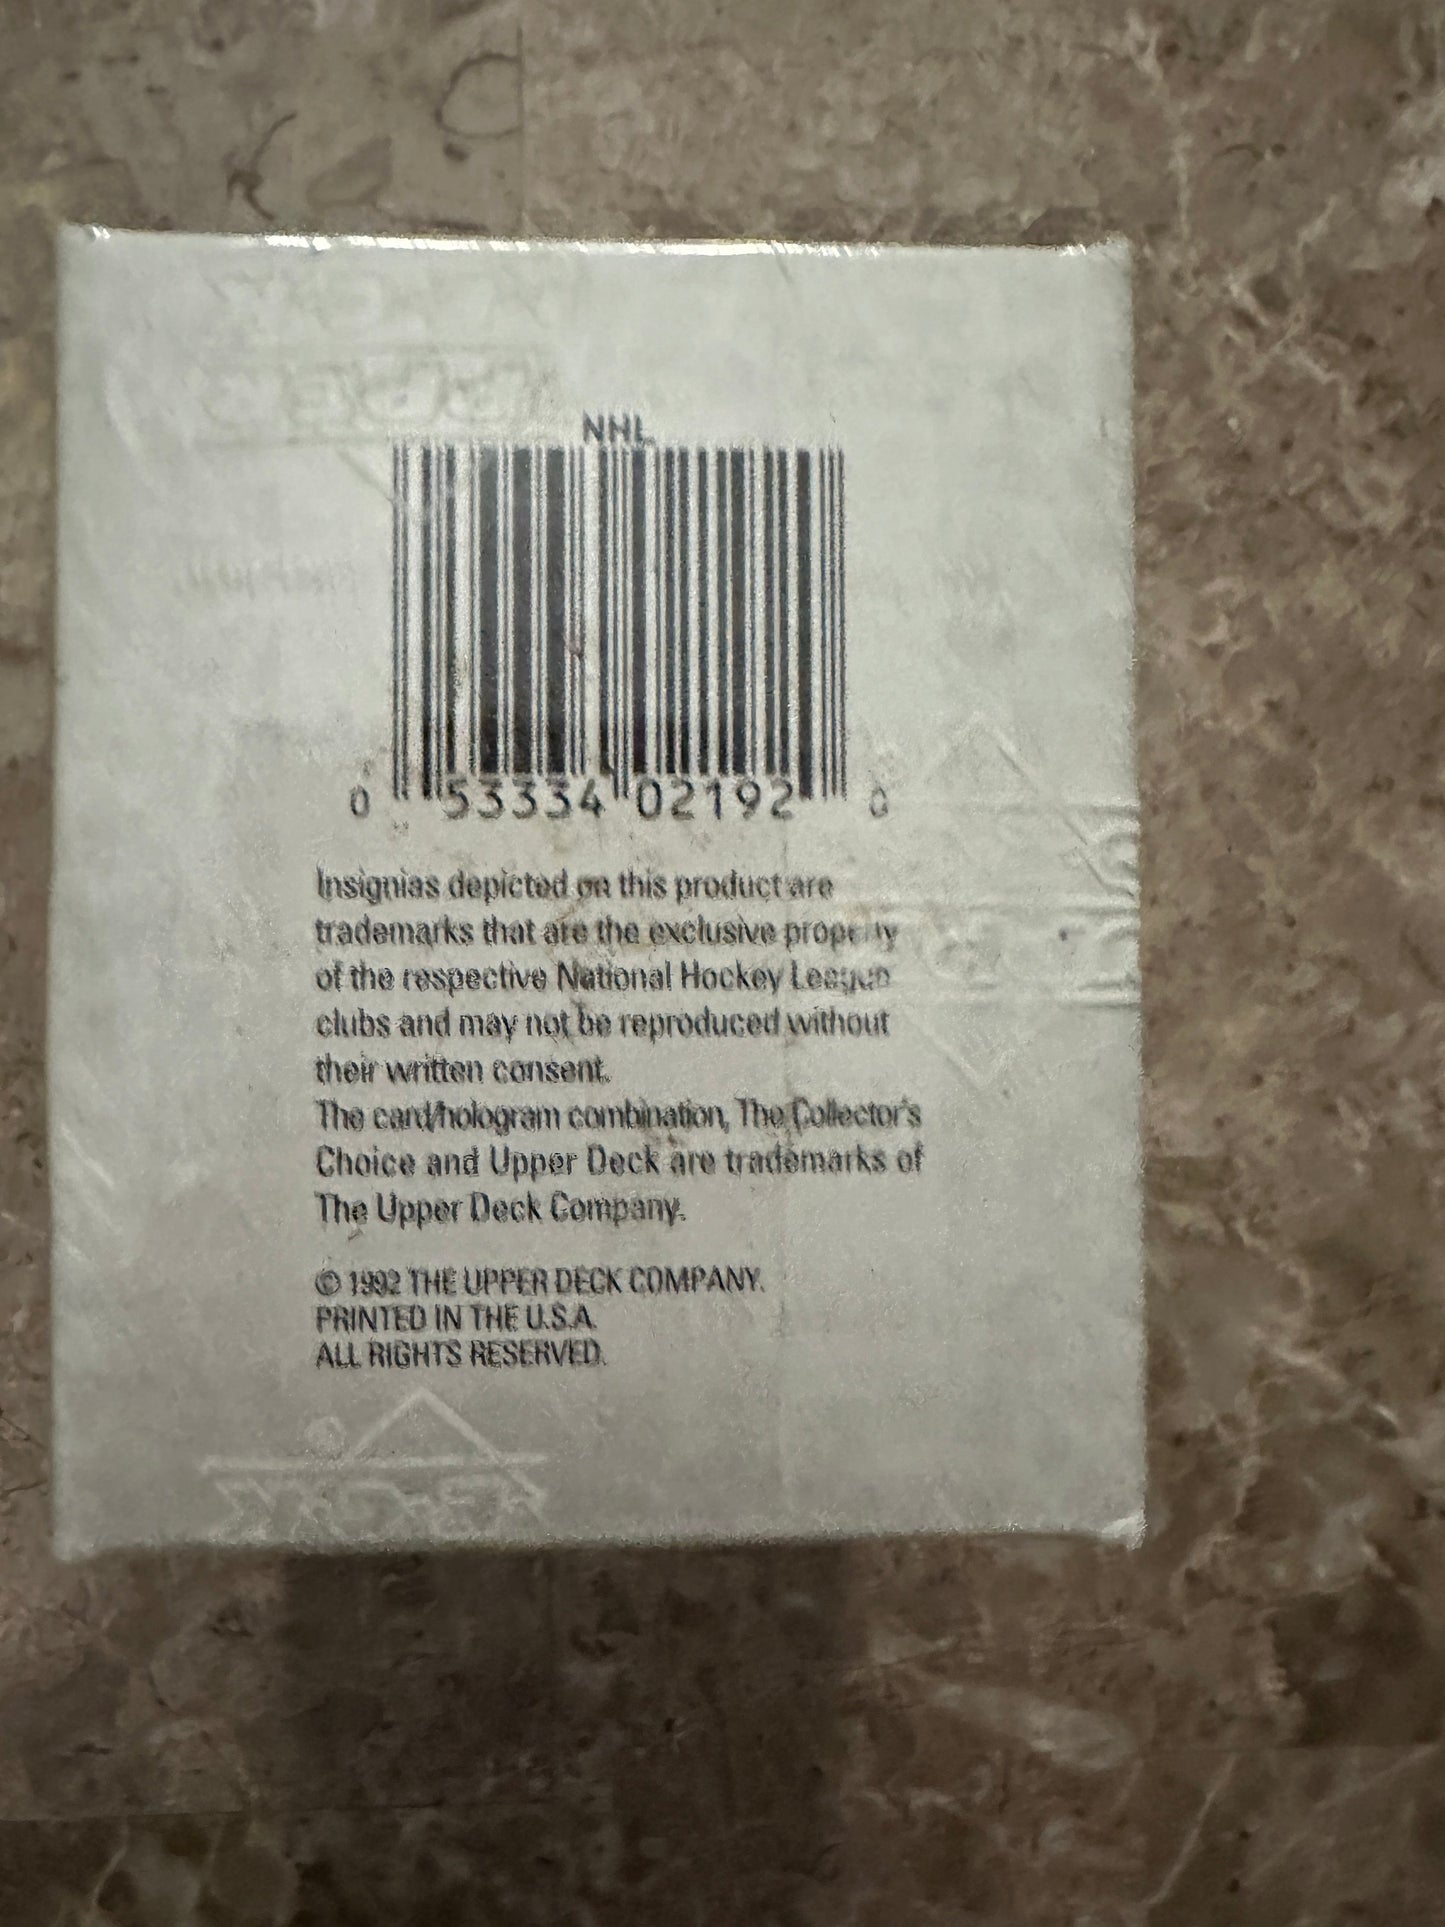 NHL
0 53334 02192 0
Insignias depicted on this product are
trademarks that are the exclusive property
of the respective National Hockey League
clubs and may not be reproduced without
their written consent.
The card/hologram combination, The Collector's
Choice and Upper Deck are trademarks of
The Upper Deck Company.
© 1992 THE UPPER DECK COMPANY.
PRINTED IN THE U.S.A.
ALL RIGHTS RESERVED.